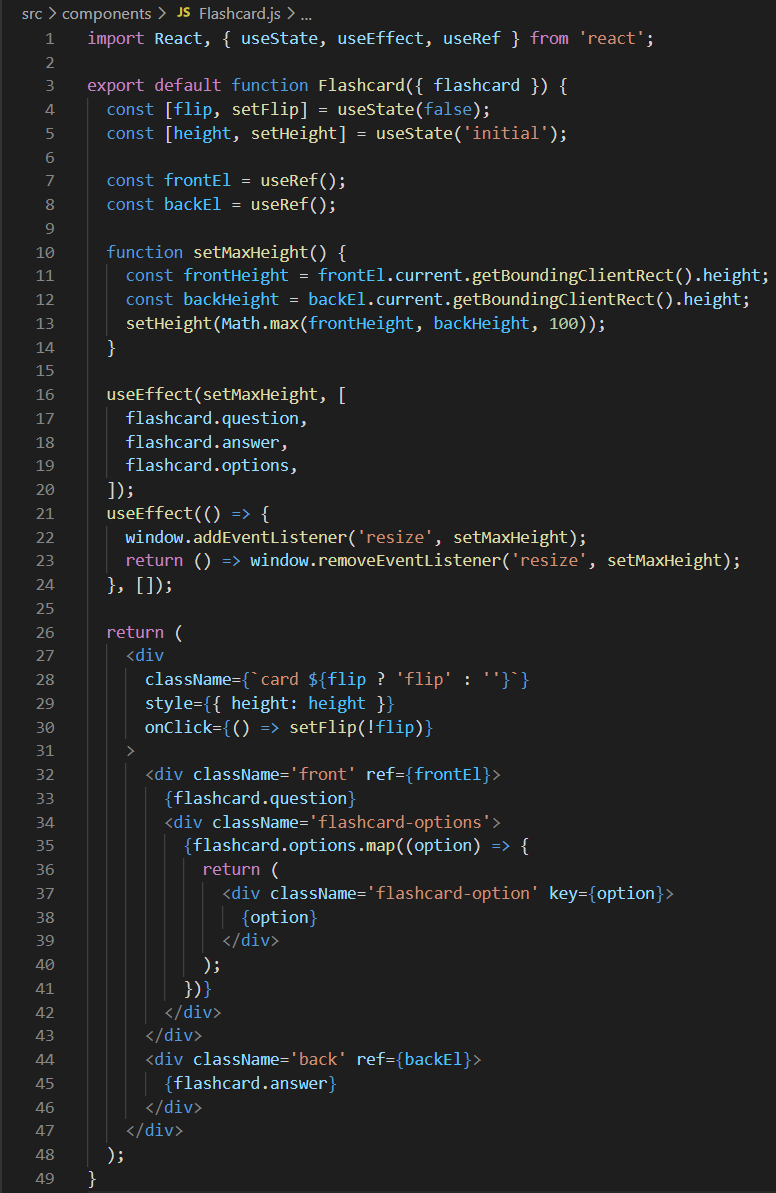 src > components > JS Flashcard.js > ...
1 import React, { useState, useEffect, useRef } from 'react';
2
3 export default function Flashcard({ flashcard }) {
4   const [flip, setFlip] = useState(false);
5   const [height, setHeight] = useState('initial');
6
7   const frontEl = useRef();
8   const backEl = useRef();
9
10   function setMaxHeight() {
11     const frontHeight = frontEl.current.getBoundingClientRect().height;
12     const backHeight = backEl.current.getBoundingClientRect().height;
13     setHeight(Math.max(frontHeight, backHeight, 100));
14   }
15
16   useEffect(setMaxHeight, [
17     flashcard.question,
18     flashcard.answer,
19     flashcard.options,
20   ]);
21   useEffect(() => {
22     window.addEventListener('resize', setMaxHeight);
23     return () => window.removeEventListener('resize', setMaxHeight);
24   }, []);
25
26   return (
27     <div
28       className={`card ${flip ? 'flip' : ''}`}
29       style={{ height: height }}
30       onClick={() => setFlip(!flip)}
31     >
32       <div className='front' ref={frontEl}>
33         {flashcard.question}
34         <div className='flashcard-options'>
35           {flashcard.options.map((option) => {
36             return (
37               <div className='flashcard-option' key={option}>
38                 {option}
39               </div>
40             );
41           })}
42         </div>
43       </div>
44       <div className='back' ref={backEl}>
45         {flashcard.answer}
46       </div>
47     </div>
48   );
49 }